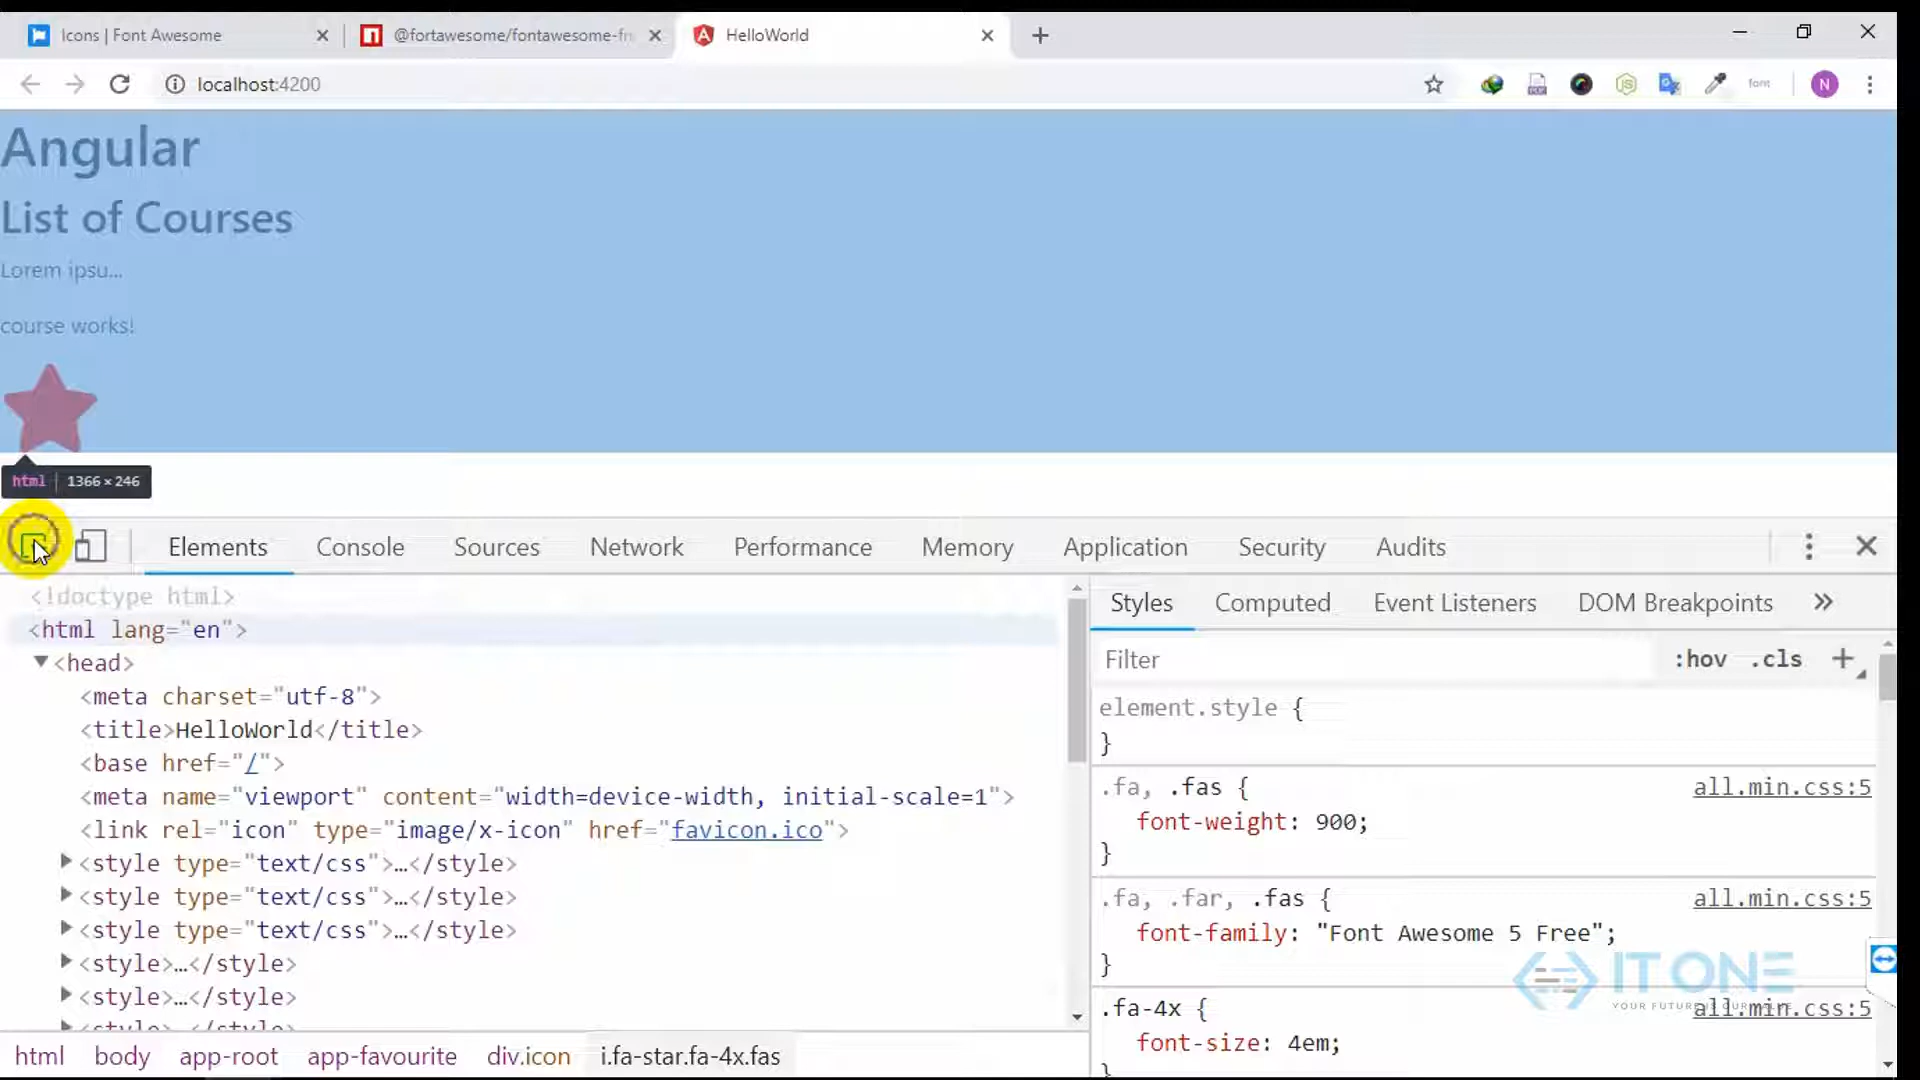 Icons | Font Awesome
@fortawesome/fontawesome-fr
HelloWorld
localhost:4200
font
N
Angular
List of Courses
Lorem ipsu...
course works!
html | 1366 × 246
Elements Console Sources Network Performance Memory Application Security Audits
<!doctype html>
<html lang="en">
<head>
<meta charset="utf-8">
<title>HelloWorld</title>
<base href="/">
<meta name="viewport" content="width=device-width, initial-scale=1">
<link rel="icon" type="image/x-icon" href="favicon.ico">
<style type="text/css">…</style>
<style type="text/css">…</style>
<style type="text/css">…</style>
<style>…</style>
<style>…</style>
<style>…</style>
html body app-root app-favourite div.icon i.fa-star.fa-4x.fas
Styles Computed Event Listeners DOM Breakpoints »
Filter :hov .cls +
element.style {
}
.fa, .fas { all.min.css:5
font-weight: 900;
}
.fa, .far, .fas { all.min.css:5
font-family: "Font Awesome 5 Free";
}
.fa-4x { all.min.css:5
font-size: 4em;
}
IT ONE